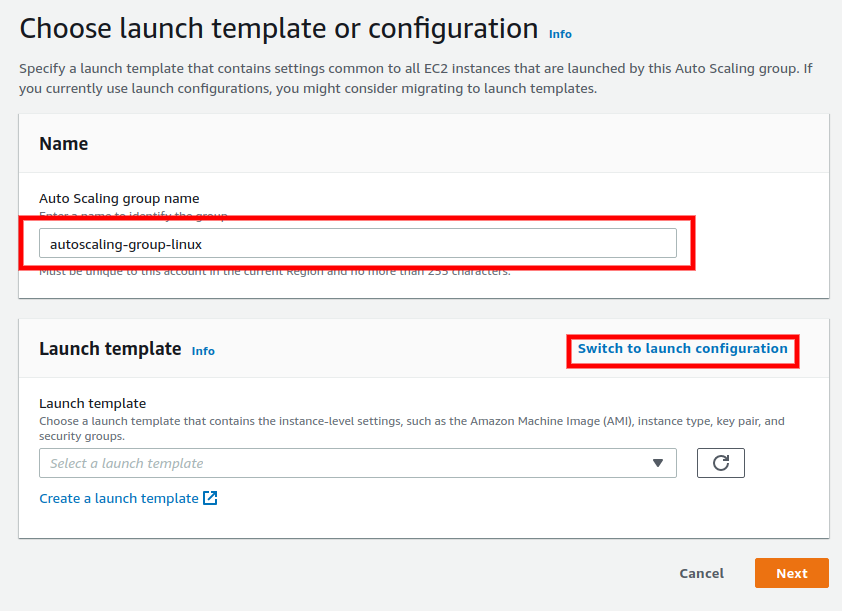 Choose launch template or configuration Info
Specify a launch template that contains settings common to all EC2 instances that are launched by this Auto Scaling group. If
you currently use launch configurations, you might consider migrating to launch templates.
Name
Auto Scaling group name
Enter a name to identify the group.
autoscaling-group-linux
Must be unique to this account in the current Region and no more than 255 characters.
Launch template Info
Switch to launch configuration
Launch template
Choose a launch template that contains the instance-level settings, such as the Amazon Machine Image (AMI), instance type, key pair, and
security groups.
Select a launch template
Create a launch template
Cancel
Next